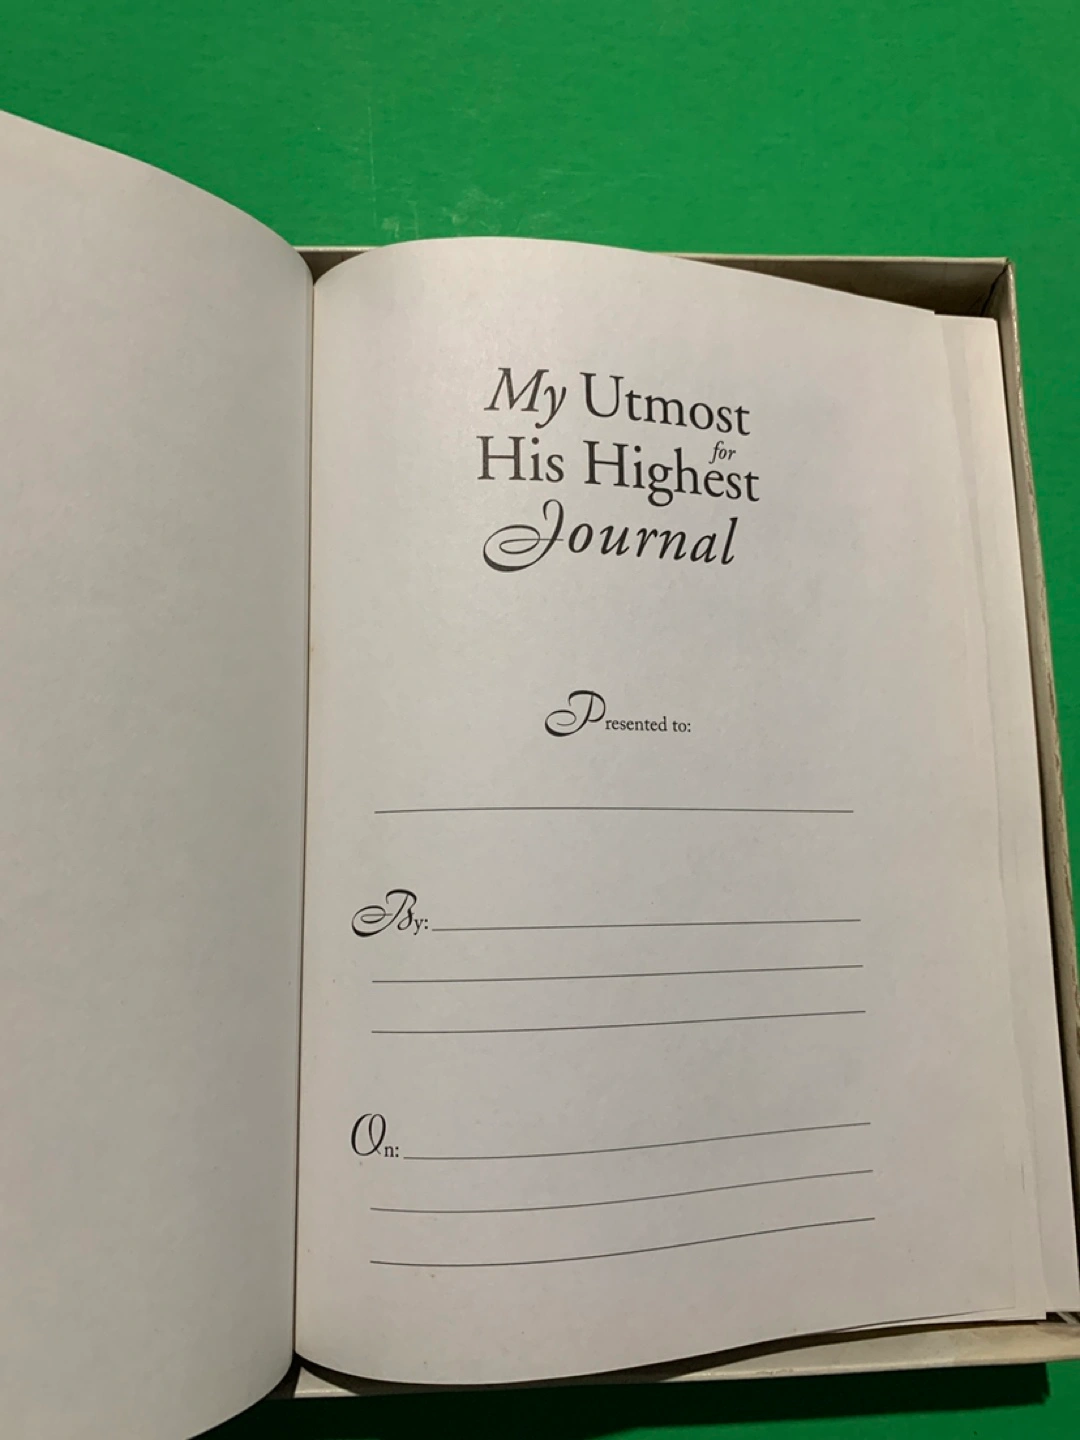 My Utmost
for
His Highest
Journal
Presented to:
By:
On: